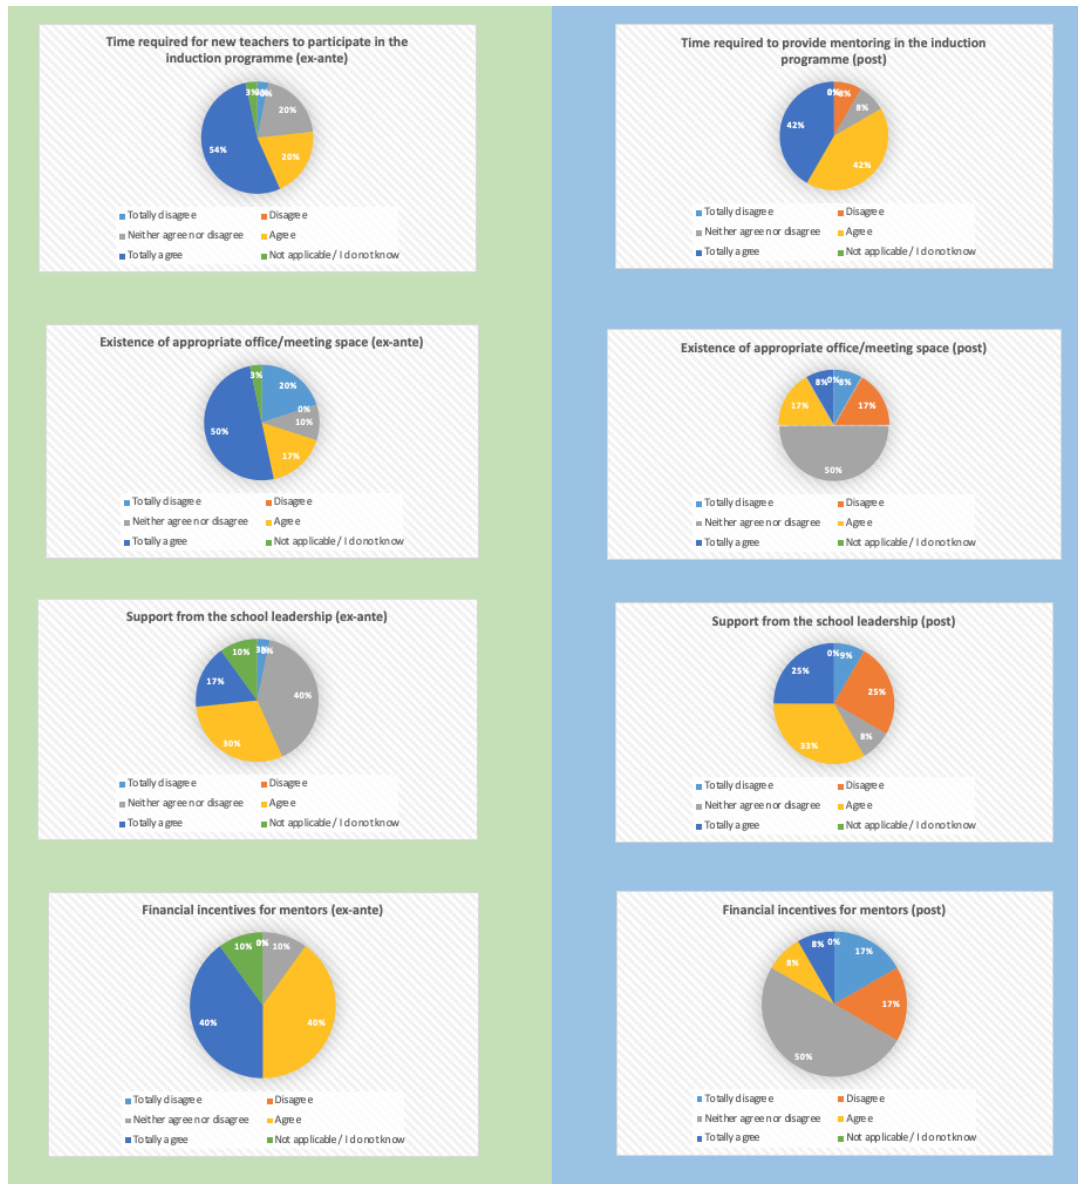 Time required for new teachers to participate in the
induction programme (ex-ante)
3% 3% 0%
20%
54%
20%
Totally disagree Disagree
Neither agree nor disagree Agree
Totally agree Not applicable / I do not know
Time required to provide mentoring in the induction
programme (post)
0% 8%
8%
42%
42%
Totally disagree Disagree
Neither agree nor disagree Agree
Totally agree Not applicable / I do not know
Existence of appropriate office/meeting space (ex-ante)
3%
20%
0%
10%
50%
17%
Totally disagree Disagree
Neither agree nor disagree Agree
Totally agree Not applicable / I do not know
Existence of appropriate office/meeting space (post)
8% 0% 8%
17% 17%
50%
Totally disagree Disagree
Neither agree nor disagree Agree
Totally agree Not applicable / I do not know
Support from the school leadership (ex-ante)
10% 3% 0%
17%
40%
30%
Totally disagree Disagree
Neither agree nor disagree Agree
Totally agree Not applicable / I do not know
Support from the school leadership (post)
0% 9%
25%
25%
8%
33%
Totally disagree Disagree
Neither agree nor disagree Agree
Totally agree Not applicable / I do not know
Financial incentives for mentors (ex-ante)
10% 0% 10%
40% 40%
Totally disagree Disagree
Neither agree nor disagree Agree
Totally agree Not applicable / I do not know
Financial incentives for mentors (post)
8% 0% 17%
8%
17%
50%
Totally disagree Disagree
Neither agree nor disagree Agree
Totally agree Not applicable / I do not know